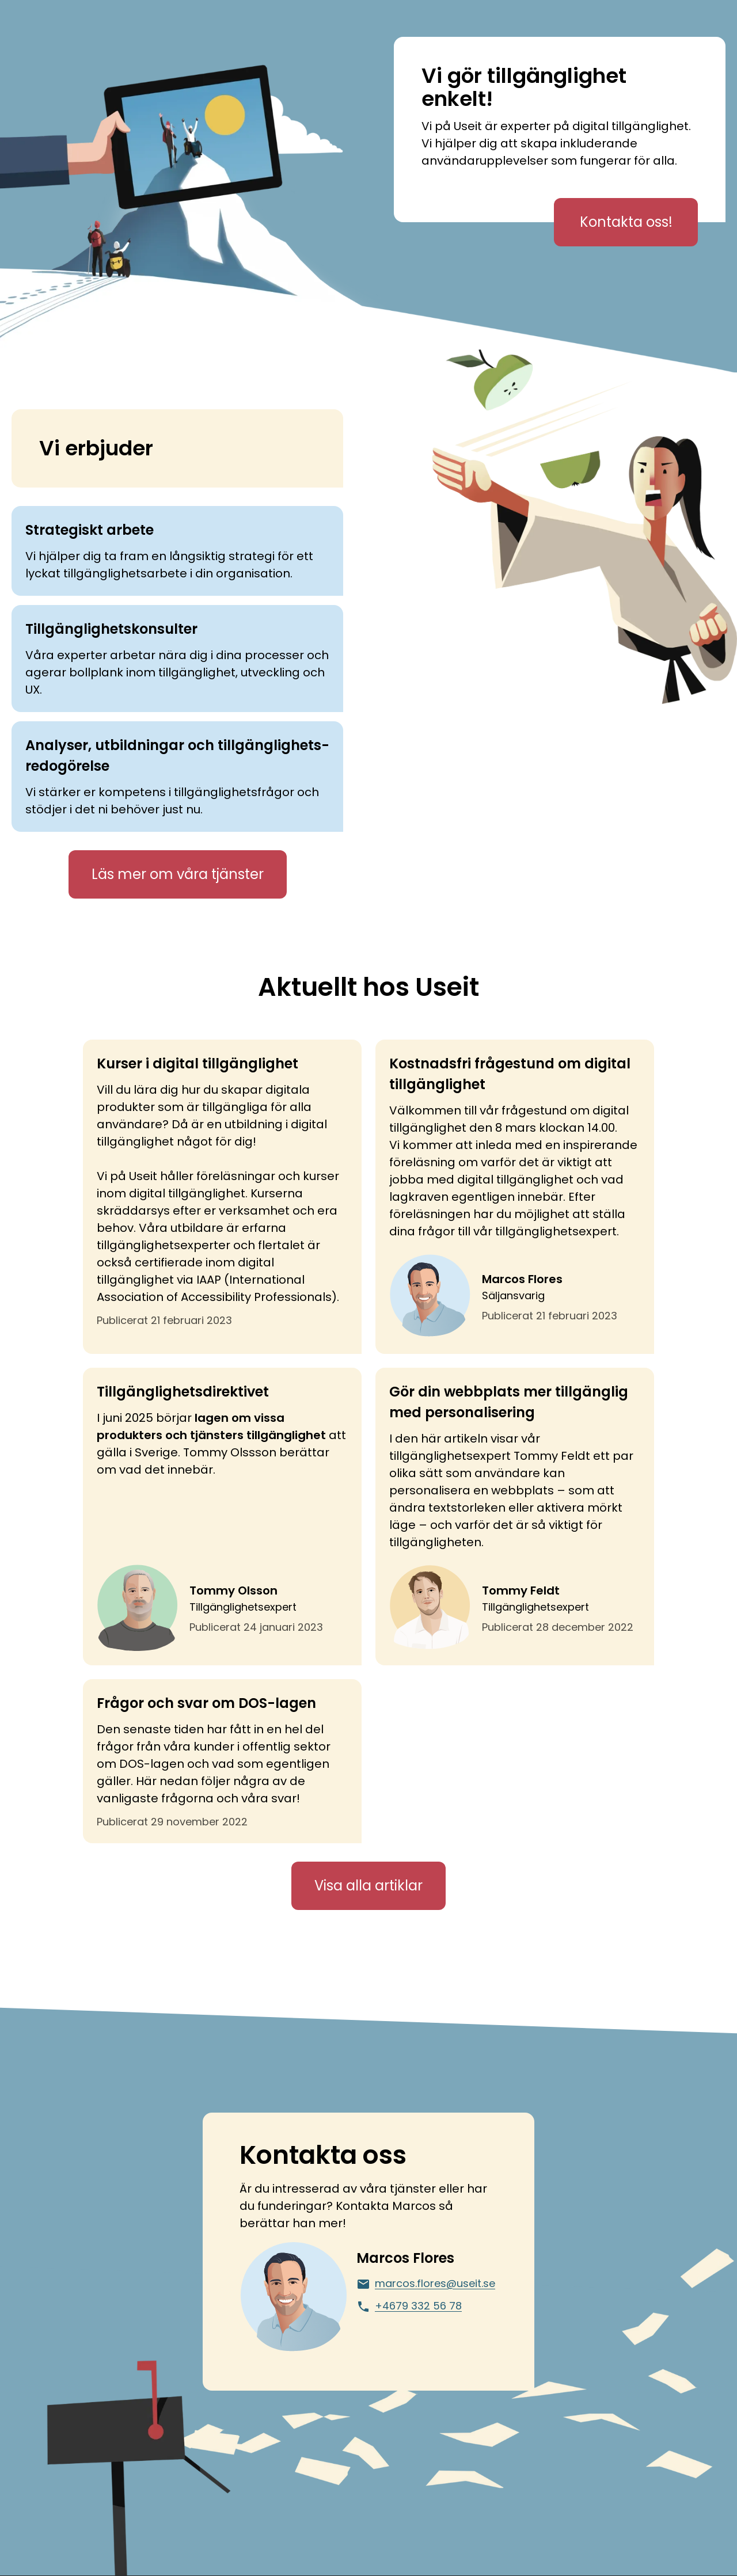 Vi gör tillgänglighet
enkelt!
Vi på Useit är experter på digital tillgänglighet.
Vi hjälper dig att skapa inkluderande
användarupplevelser som fungerar för alla.
Kontakta oss!
Vi erbjuder
Strategiskt arbete
Vi hjälper dig ta fram en långsiktig strategi för ett
lyckat tillgänglighetsarbete i din organisation.
Tillgänglighetskonsulter
Våra experter arbetar nära dig i dina processer och
agerar bollplank inom tillgänglighet, utveckling och
UX.
Analyser, utbildningar och tillgänglighets-
redogörelse
Vi stärker er kompetens i tillgänglighetsfrågor och
stödjer i det ni behöver just nu.
Läs mer om våra tjänster
Aktuellt hos Useit
Kurser i digital tillgänglighet
Vill du lära dig hur du skapar digitala
produkter som är tillgängliga för alla
användare? Då är en utbildning i digital
tillgänglighet något för dig!
Vi på Useit håller föreläsningar och kurser
inom digital tillgänglighet. Kurserna
skräddarsys efter er verksamhet och era
behov. Våra utbildare är erfarna
tillgänglighetsexperter och flertalet är
också certifierade inom digital
tillgänglighet via IAAP (International
Association of Accessibility Professionals).
Publicerat 21 februari 2023
Kostnadsfri frågestund om digital
tillgänglighet
Välkommen till vår frågestund om digital
tillgänglighet den 8 mars klockan 14.00.
Vi kommer att inleda med en inspirerande
föreläsning om varför det är viktigt att
jobba med digital tillgänglighet och vad
lagkraven egentligen innebär. Efter
föreläsningen har du möjlighet att ställa
dina frågor till vår tillgänglighetsexpert.
Marcos Flores
Säljansvarig
Publicerat 21 februari 2023
Tillgänglighetsdirektivet
I juni 2025 börjar lagen om vissa
produkters och tjänsters tillgänglighet att
gälla i Sverige. Tommy Olssson berättar
om vad det innebär.
Tommy Olsson
Tillgänglighetsexpert
Publicerat 24 januari 2023
Gör din webbplats mer tillgänglig
med personalisering
I den här artikeln visar vår
tillgänglighetsexpert Tommy Feldt ett par
olika sätt som användare kan
personalisera en webbplats – som att
ändra textstorleken eller aktivera mörkt
läge – och varför det är så viktigt för
tillgängligheten.
Tommy Feldt
Tillgänglighetsexpert
Publicerat 28 december 2022
Frågor och svar om DOS-lagen
Den senaste tiden har fått in en hel del
frågor från våra kunder i offentlig sektor
om DOS-lagen och vad som egentligen
gäller. Här nedan följer några av de
vanligaste frågorna och våra svar!
Publicerat 29 november 2022
Visa alla artiklar
Kontakta oss
Är du intresserad av våra tjänster eller har
du funderingar? Kontakta Marcos så
berättar han mer!
Marcos Flores
marcos.flores@useit.se
+4679 332 56 78